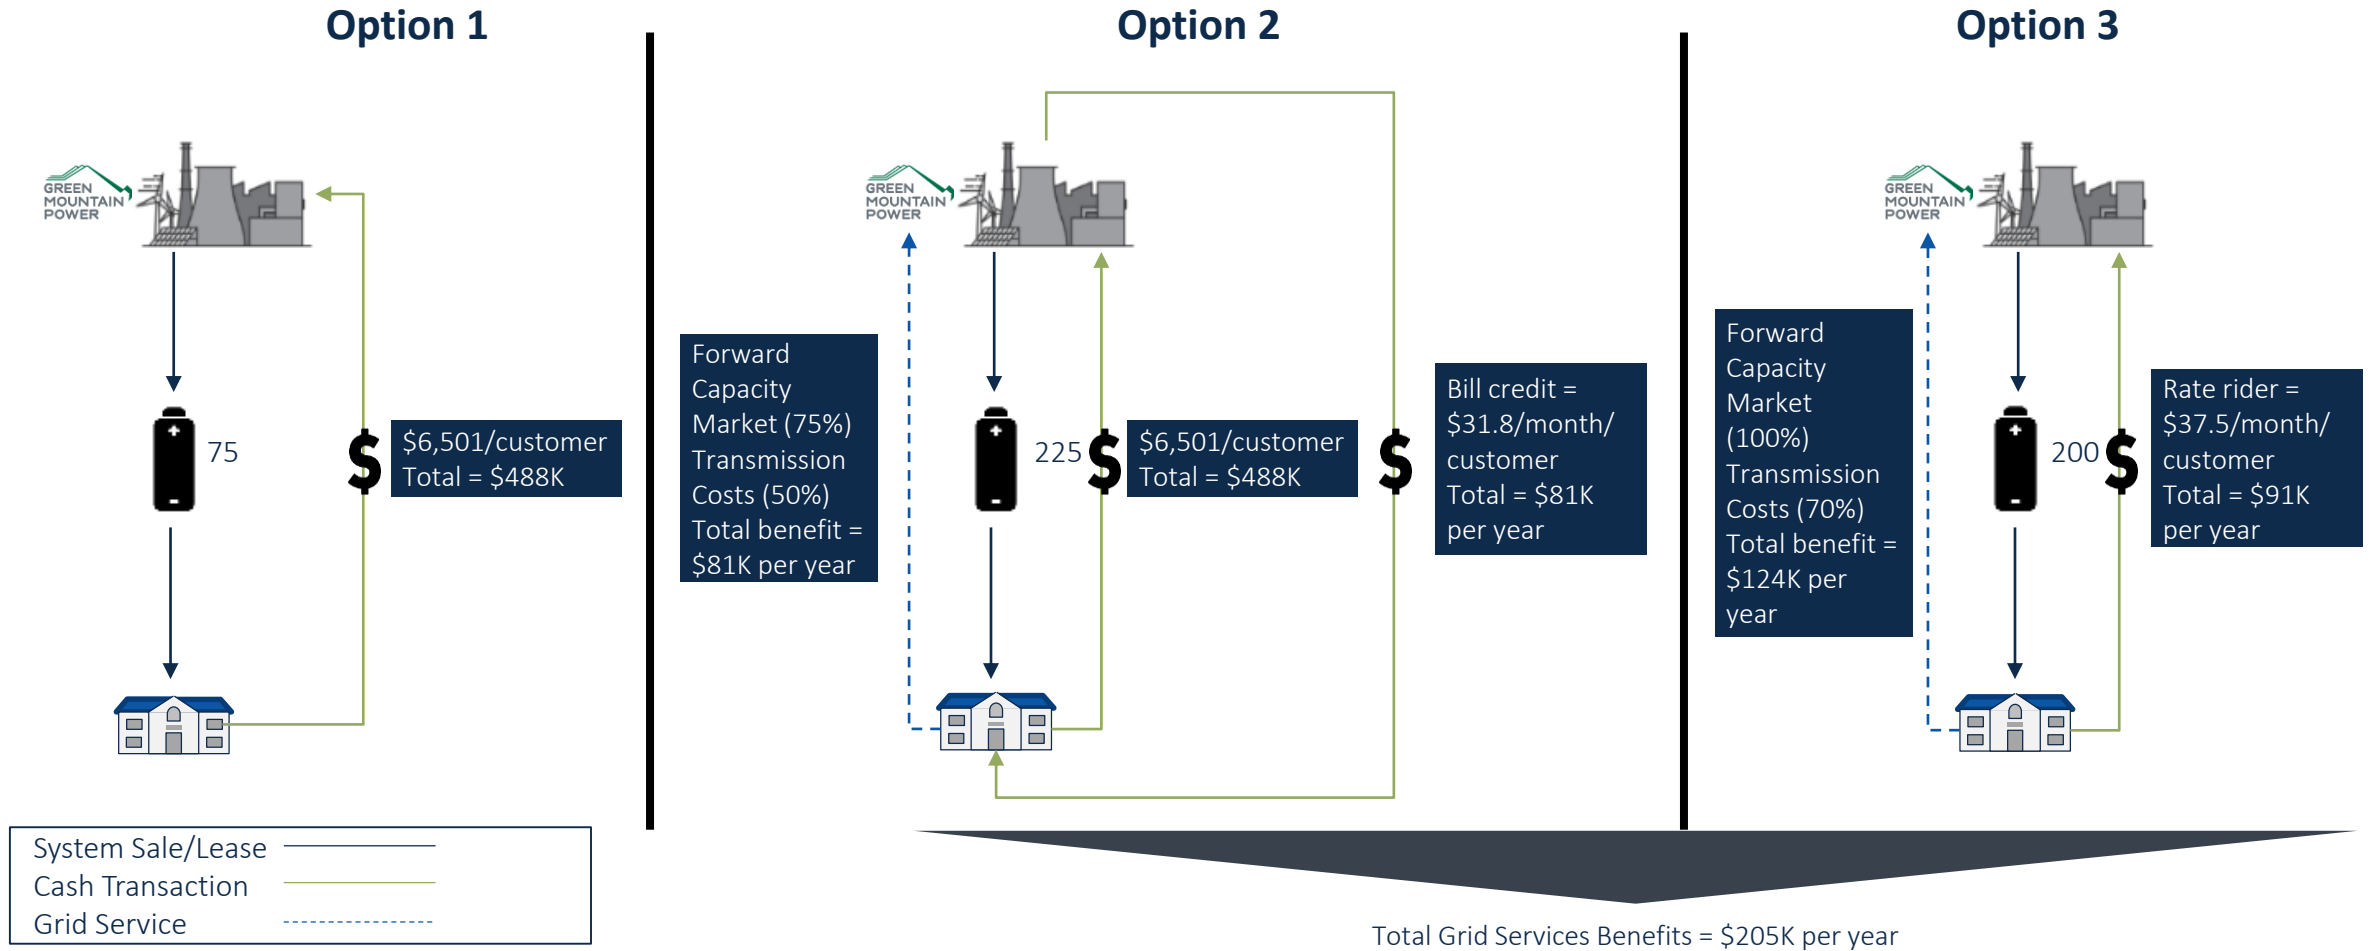 Option 1
GREEN
MOUNTAIN
POWER
75
$6,501/customer
Total = $488K
Option 2
GREEN
MOUNTAIN
POWER
Forward
Capacity
Market (75%)
Transmission
Costs (50%)
Total benefit =
$81K per year
225
$
$6,501/customer
Total = $488K
$
Bill credit =
$31.8/month/
customer
Total = $81K
per year
Option 3
GREEN
MOUNTAIN
POWER
Forward
Capacity
Market
(100%)
Transmission
Costs (70%)
Total benefit =
$124K per
year
200
$
Rate rider =
$37.5/month/
customer
Total = $91K
per year
$
System Sale/Lease
Cash Transaction
Grid Service
Total Grid Services Benefits = $205K per year